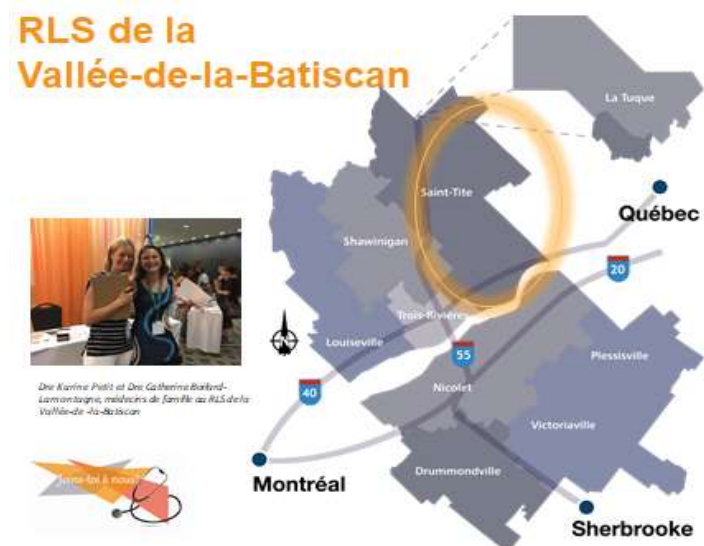 RLS de la
Vallée-de-la-Batiscan
La Tuque
Saint-Tite
Québec
Shawinigan
20
Trois-Rivières
Louiseville
55
Plessisville
40
Nicolet
Victoriaville
Drummondville
Montréal
Sherbrooke
Dre Karine Petit et Dre Catherine
Lamontagne, médecins de famille au RLS de la
Vallée-de -la-Batiscan
Joins-toi à nous!